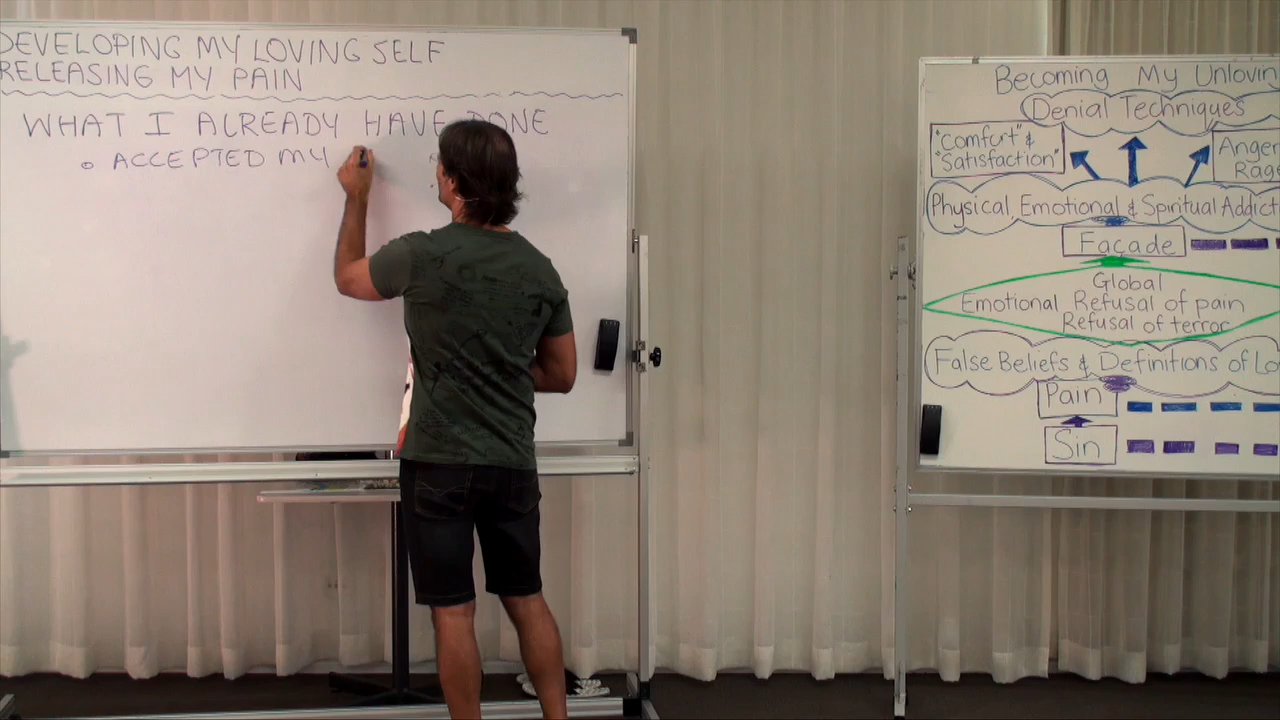 DEVELOPING MY LOVING SELF
RELEASING MY PAIN
WHAT I ALREADY HAVE DONE
ACCEPTED MY
Becoming My Unloving
Denial Techniques
"Comfort" &
"Satisfaction"
Anger
Rage
Physical Emotional & Spiritual Addict
Façade
Global
Emotional Refusal of pain
Refusal of terror
False Beliefs & Definitions of Lo
Pain
Sin